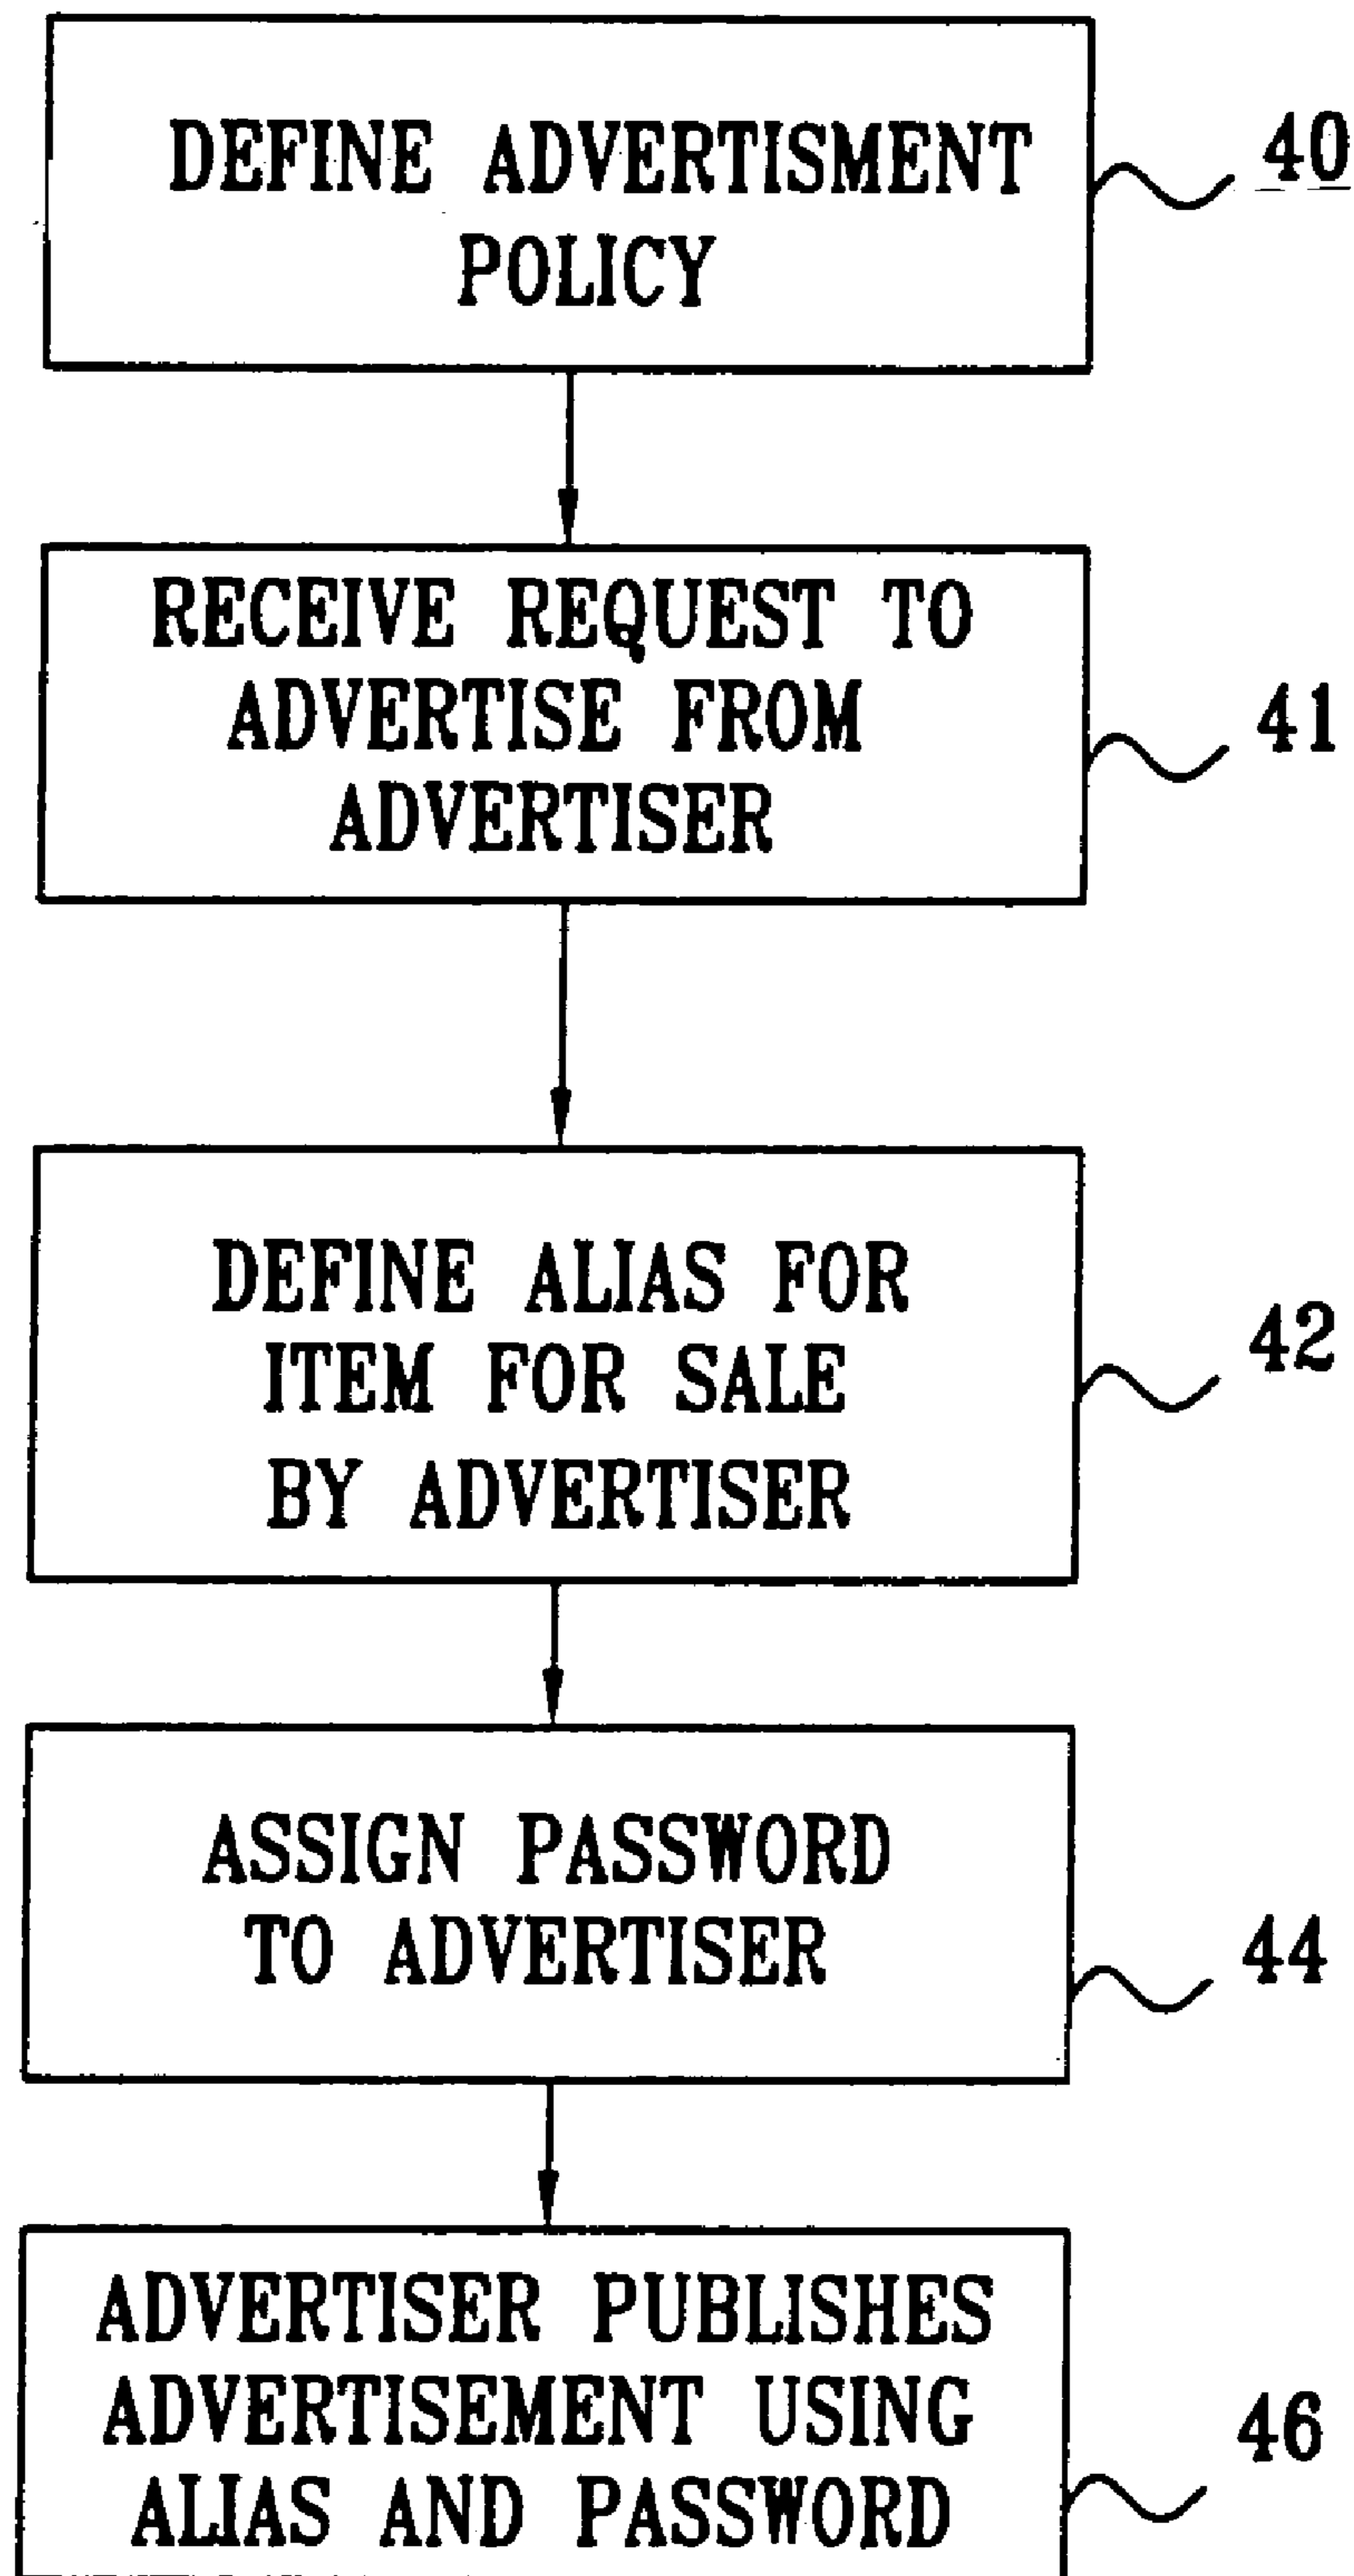 DEFINE ADVERTISMENT
POLICY
40
RECEIVE REQUEST TO
ADVERTISE FROM
ADVERTISER
41
DEFINE ALIAS FOR
ITEM FOR SALE
BY ADVERTISER
42
ASSIGN PASSWORD
TO ADVERTISER
44
ADVERTISER PUBLISHES
ADVERTISEMENT USING
ALIAS AND PASSWORD
46